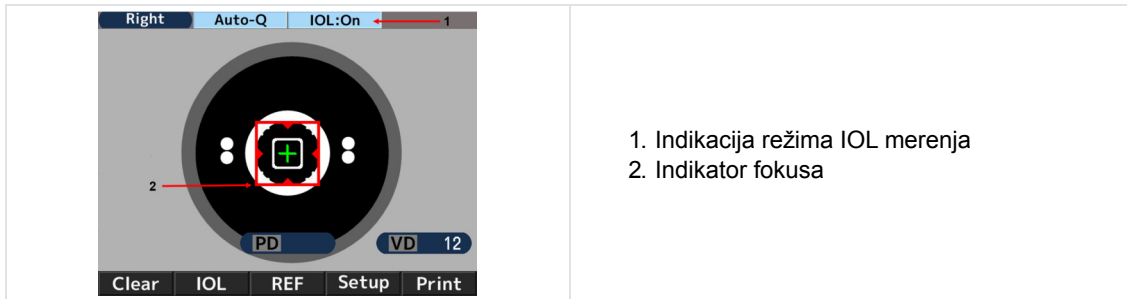 Right Auto-Q IOL:On 1
2
PD VD 12
Clear IOL REF Setup Print
1. Indikacija režima IOL merenja
2. Indikator fokusa